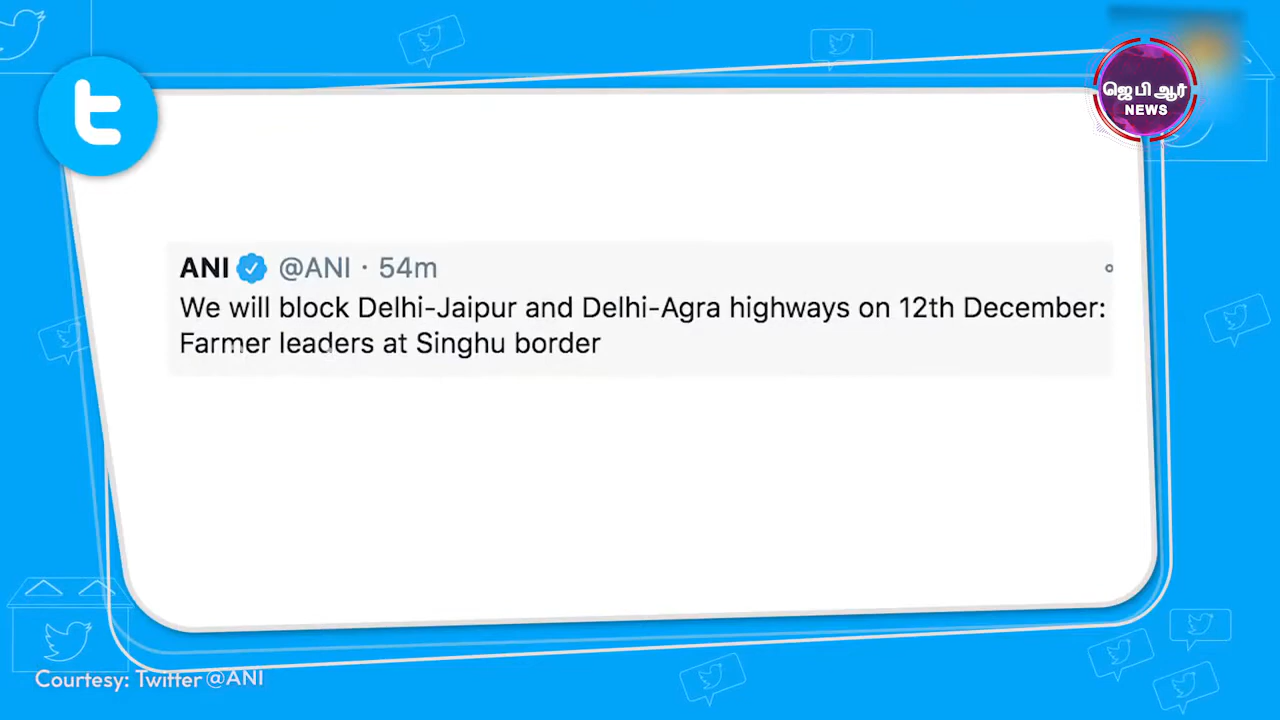 ஜெ பி ஆர்
NEWS
ANI @ANI · 54m
We will block Delhi-Jaipur and Delhi-Agra highways on 12th December:
Farmer leaders at Singhu border
Courtesy: Twitter @ANI